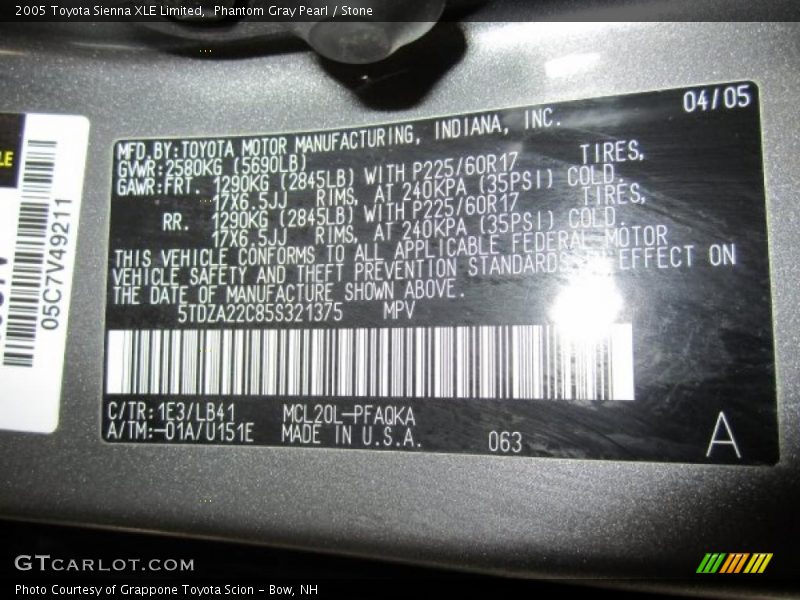 2005 Toyota Sienna XLE Limited, Phantom Gray Pearl / Stone
04/05
MFD. BY: TOYOTA MOTOR MANUFACTURING, INDIANA, INC.
GVWR: 2580KG (5690LB)
GAWR: FRT. 1290KG (2845LB) WITH P225/60R17 TIRES,
17X6.5JJ RIMS, AT 240KPA (35PSI) COLD.
RR. 1290KG (2845LB) WITH P225/60R17 TIRES,
17X6.5JJ RIMS, AT 240KPA (35PSI) COLD.
THIS VEHICLE CONFORMS TO ALL APPLICABLE FEDERAL MOTOR
VEHICLE SAFETY AND THEFT PREVENTION STANDARDS IN EFFECT ON
THE DATE OF MANUFACTURE SHOWN ABOVE.
5TDZA22C85S321375 MPV
C/TR: 1E3/LB41 MCL20L-PFAQKA
A/TM:-01A/U151E MADE IN U.S.A. 063
A
LE
05C7V49211
GTCARLOT.COM
Photo Courtesy of Grappone Toyota Scion - Bow, NH